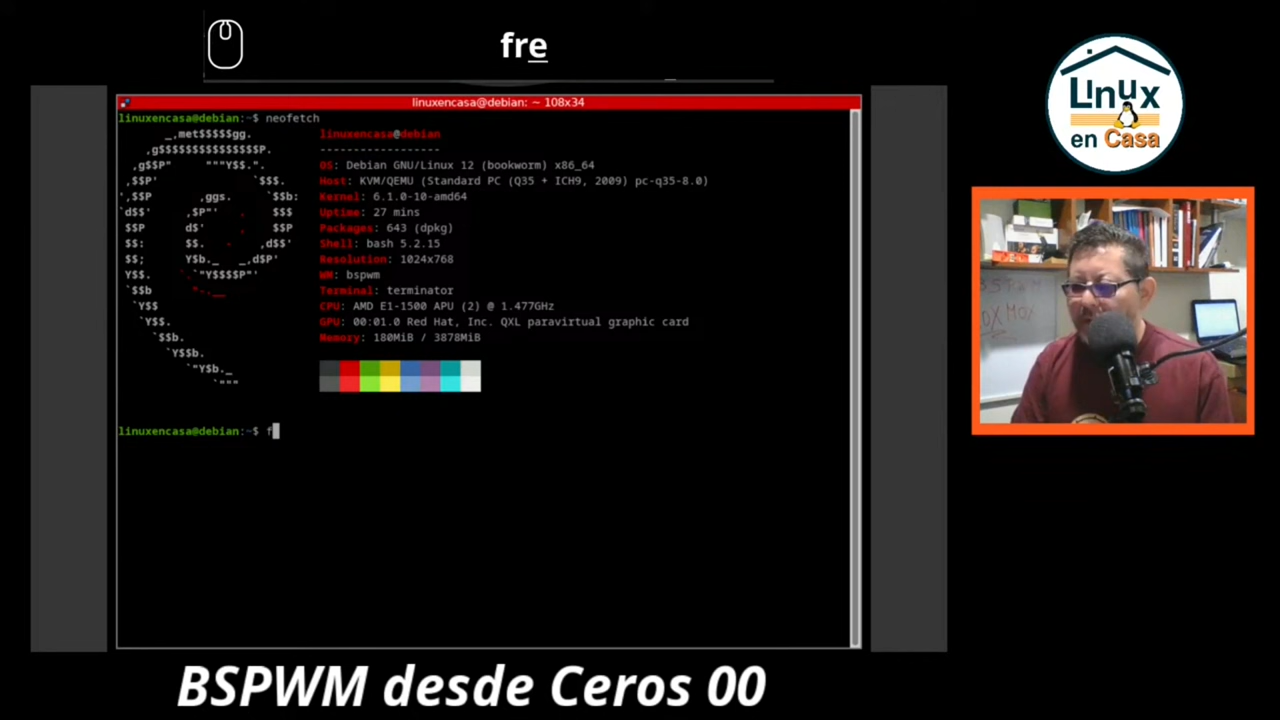 fre
linuxencasa@debian: ~ 108x34
linuxencasa@debian:~$ neofetch
_,met$$$$$gg.
,g$$$$$$$$$$$$$$$P.
,g$$P" """Y$$.".
,$$P' `$$$.
',$$P ,ggs. `$$b:
`d$$' ,$P"' . $$$
$$P d$' , $$P
$$: $$. - ,d$$'
$$; Y$b._ _,d$P'
Y$$. `.`"Y$$$$P"'
`$$b "-.__
`Y$$
`Y$$.
`$$b.
`Y$$b.
`"Y$b._
`"""
linuxencasa@debian
------------------
OS: Debian GNU/Linux 12 (bookworm) x86_64
Host: KVM/QEMU (Standard PC (Q35 + ICH9, 2009) pc-q35-8.0)
Kernel: 6.1.0-10-amd64
Uptime: 27 mins
Packages: 643 (dpkg)
Shell: bash 5.2.15
Resolution: 1024x768
WM: bspwm
Terminal: terminator
CPU: AMD E1-1500 APU (2) @ 1.477GHz
GPU: 00:01.0 Red Hat, Inc. QXL paravirtual graphic card
Memory: 180MiB / 3878MiB
linuxencasa@debian:~$ f
Linux
en Casa
BSPWM desde Ceros 00